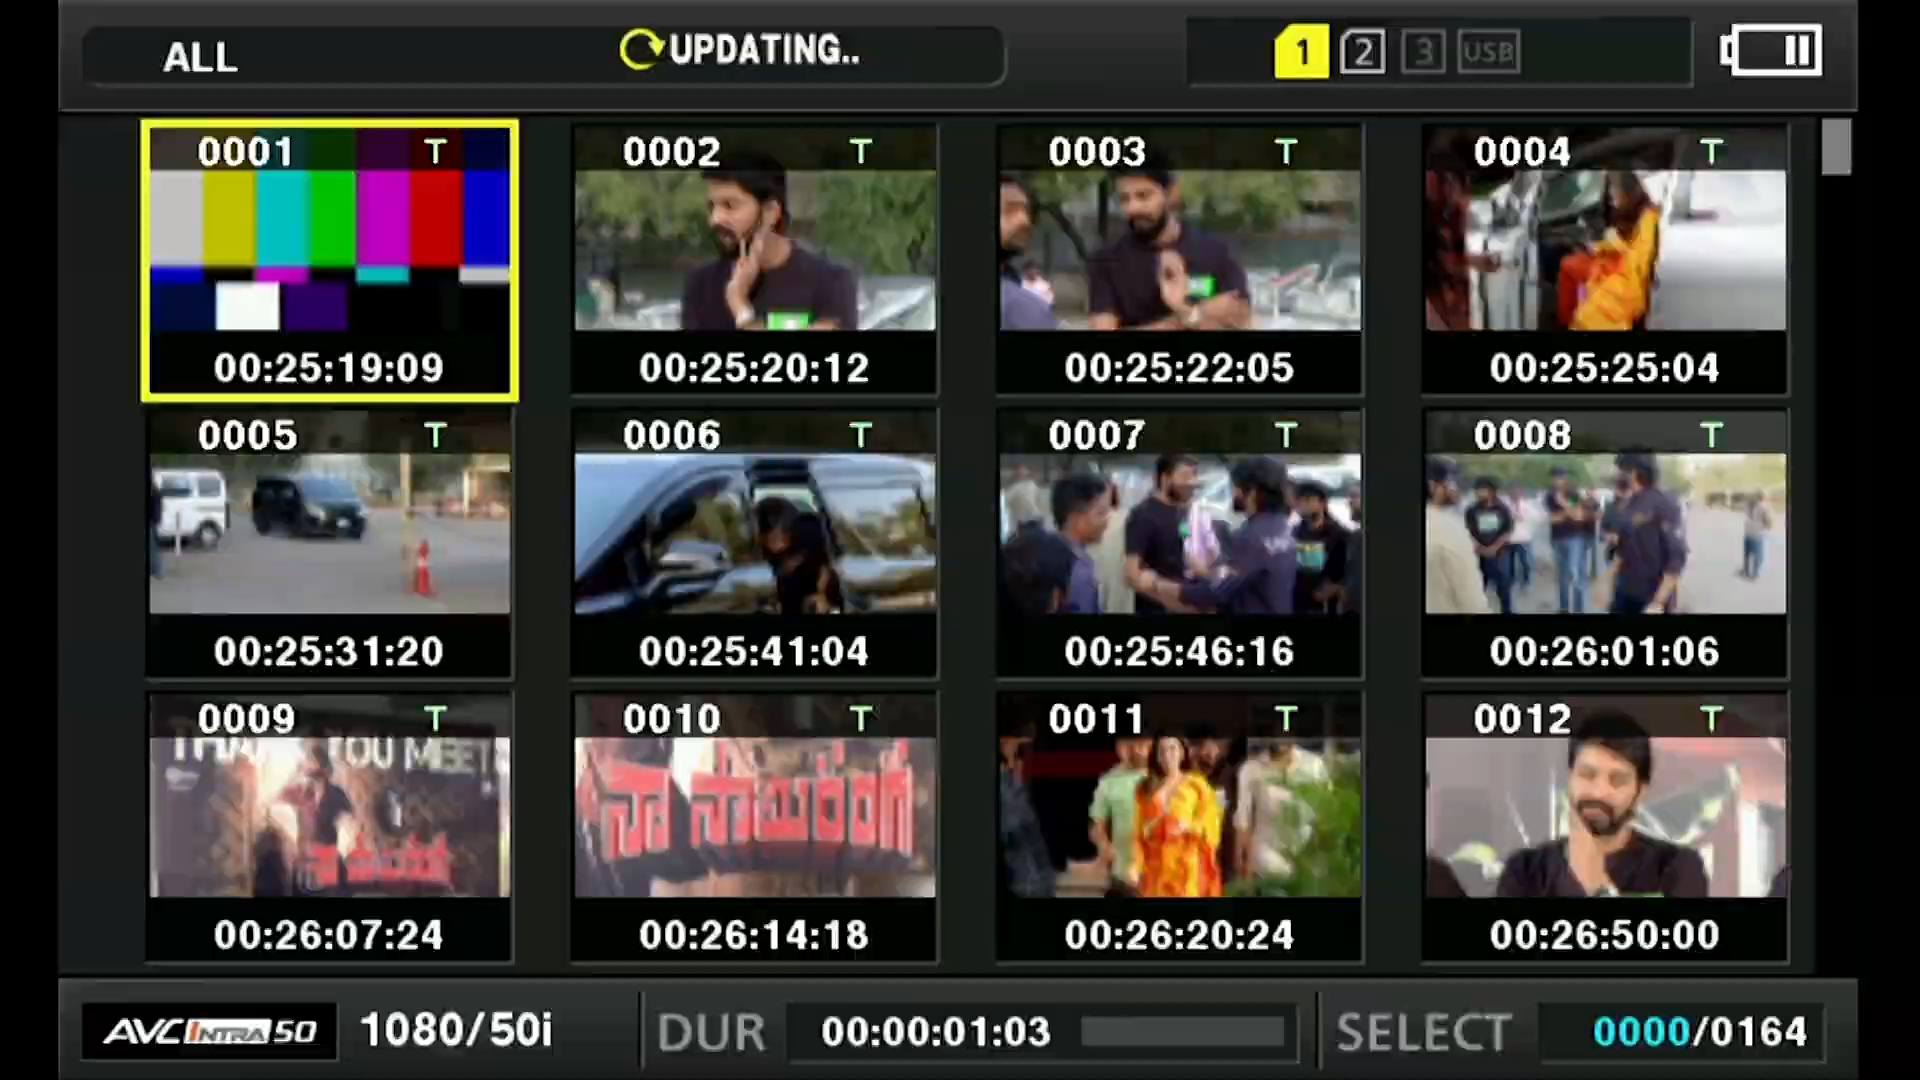 ALL
UPDATING..
1 2 3 USB
0001 T
0002 T
0003 T
0004 T
00:25:19:09
00:25:20:12
00:25:22:05
00:25:25:04
0005 T
0006 T
0007 T
0008 T
00:25:31:20
00:25:41:04
00:25:46:16
00:26:01:06
0009 T
0010 T
0011 T
0012 T
YOU MEET
నా సామిరంగ
నా సామిరంగ
00:26:07:24
00:26:14:18
00:26:20:24
00:26:50:00
AVC INTRA 50
1080/50i
DUR 00:00:01:03
SELECT 0000/0164